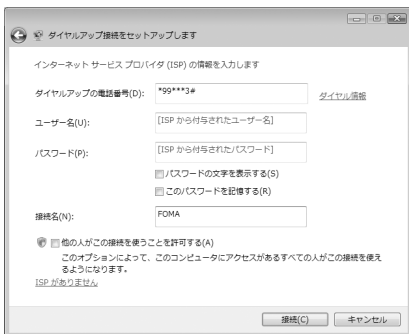 ダイヤルアップ接続をセットアップします
インターネット サービス プロバイダ (ISP) の情報を入力します
ダイヤルアップの電話番号(D): *99***3# ダイヤル情報
ユーザー名(U): [ISP から付与されたユーザー名]
パスワード(P): [ISP から付与されたパスワード]
パスワードの文字を表示する(S)
このパスワードを記憶する(R)
接続名(N): FOMA
他の人がこの接続を使うことを許可する(A)
このオプションによって、このコンピュータにアクセスがあるすべての人がこの接続を使え
るようになります。
ISP がありません
接続(C) キャンセル